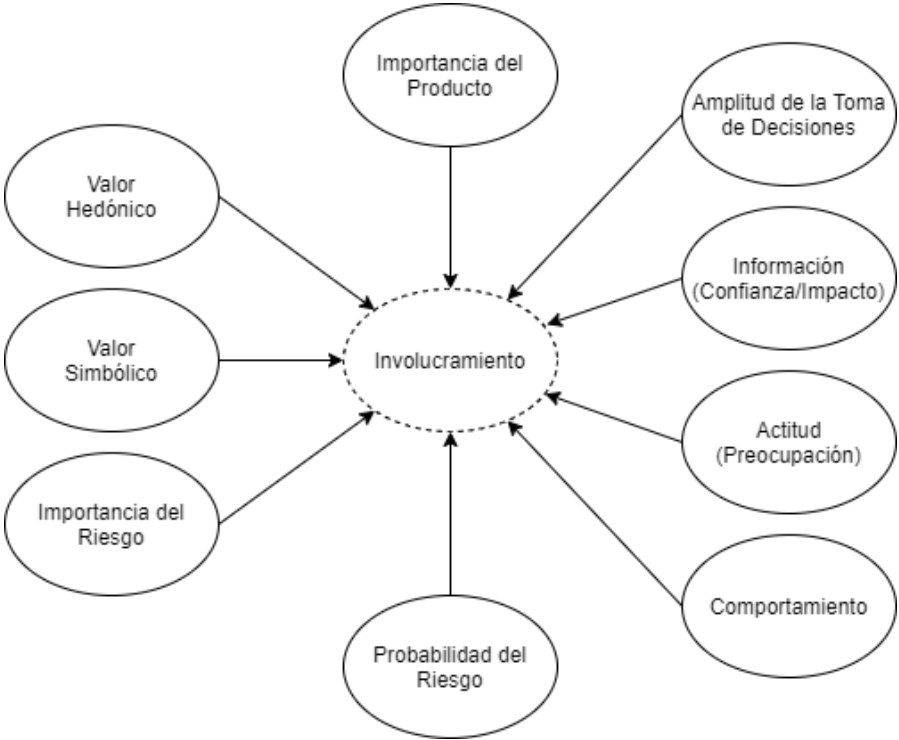 Importancia del
Producto
Amplitud de la Toma
de Decisiones
Valor
Hedónico
Información
(Confianza/Impacto)
Valor
Simbólico
Involucramiento
Actitud
(Preocupación)
Importancia del
Riesgo
Comportamiento
Probabilidad del
Riesgo